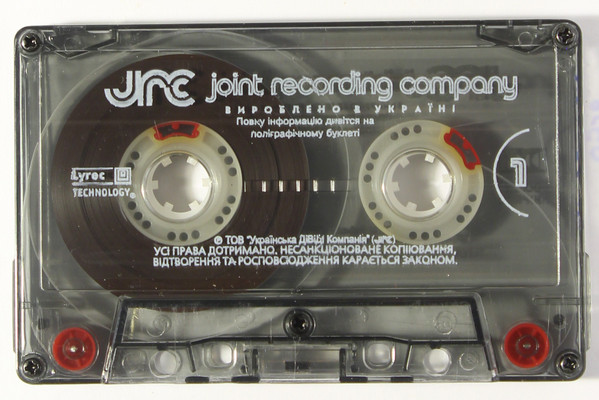 JRC joint recording company
ВИРОБЛЕНО В УКРАЇНІ
Повну інформацію дивітся на
поліграфічному буклеті
Lyrec
TECHNOLOGY®
1
℗ ТОВ "Українська ДіВіДі Компанія" (JRC)
УСІ ПРАВА ДОТРИМАНО. НЕСАНКЦІОНОВАНЕ КОПІЮВАННЯ,
ВІДТВОРЕННЯ ТА РОСПОВСЮДЖЕННЯ КАРАЄТЬСЯ ЗАКОНОМ.